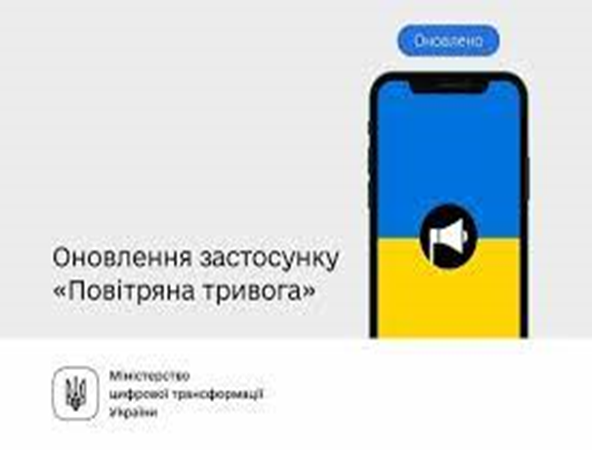 Оновлено
Оновлення застосунку
«Повітряна тривога»
Міністерство
цифрової трансформації
України